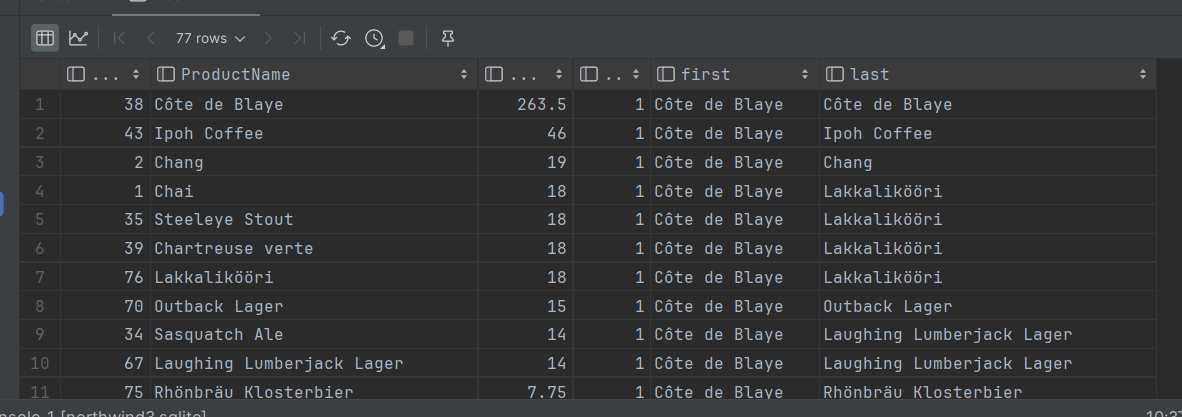 77 rows
... ProductName ... .. first last
1 38 Côte de Blaye 263.5 1 Côte de Blaye Côte de Blaye
2 43 Ipoh Coffee 46 1 Côte de Blaye Ipoh Coffee
3 2 Chang 19 1 Côte de Blaye Chang
4 1 Chai 18 1 Côte de Blaye Lakkalikööri
5 35 Steeleye Stout 18 1 Côte de Blaye Lakkalikööri
6 39 Chartreuse verte 18 1 Côte de Blaye Lakkalikööri
7 76 Lakkalikööri 18 1 Côte de Blaye Lakkalikööri
8 70 Outback Lager 15 1 Côte de Blaye Outback Lager
9 34 Sasquatch Ale 14 1 Côte de Blaye Laughing Lumberjack Lager
10 67 Laughing Lumberjack Lager 14 1 Côte de Blaye Laughing Lumberjack Lager
11 75 Rhönbräu Klosterbier 7.75 1 Côte de Blaye Rhönbräu Klosterbier